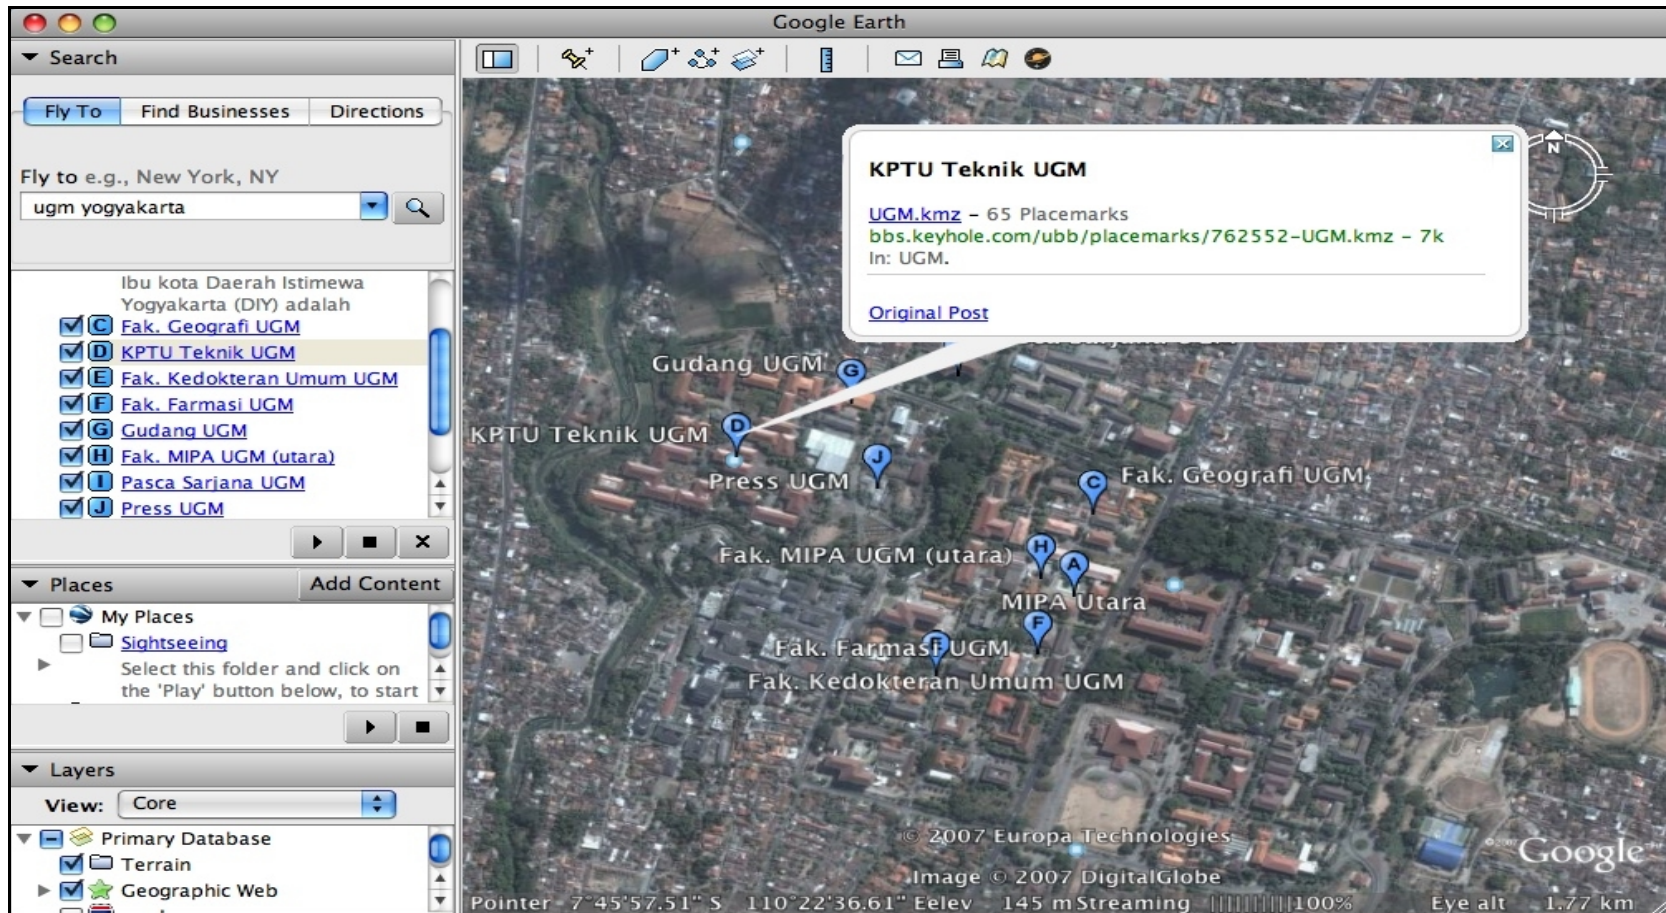 Google Earth
Search
Fly To Find Businesses Directions
Fly to e.g., New York, NY
ugm yogyakarta
Ibu kota Daerah Istimewa
Yogyakarta (DIY) adalah
C Fak. Geografi UGM
D KPTU Teknik UGM
E Fak. Kedokteran Umum UGM
F Fak. Farmasi UGM
G Gudang UGM
H Fak. MIPA UGM (utara)
I Pasca Sarjana UGM
J Press UGM
Places Add Content
My Places
Sightseeing
Select this folder and click on
the 'Play' button below, to start
Layers
View: Core
Primary Database
Terrain
Geographic Web
KPTU Teknik UGM
UGM.kmz - 65 Placemarks
bbs.keyhole.com/ubb/placemarks/762552-UGM.kmz - 7k
In: UGM.
Original Post
N
Gudang UGM G
KPTU Teknik UGM D
Press UGM J
C Fak. Geografi UGM
Fak. MIPA UGM (utara) H
A
MIPA Utara
F
Fak. Farmasi UGM
Fak. Kedokteran Umum UGM
© 2007 Europa Technologies
Image © 2007 DigitalGlobe
Google
Pointer 7°45'57.51" S 110°22'36.61" E elev 145 m Streaming ||||||||||100% Eye alt 1.77 km